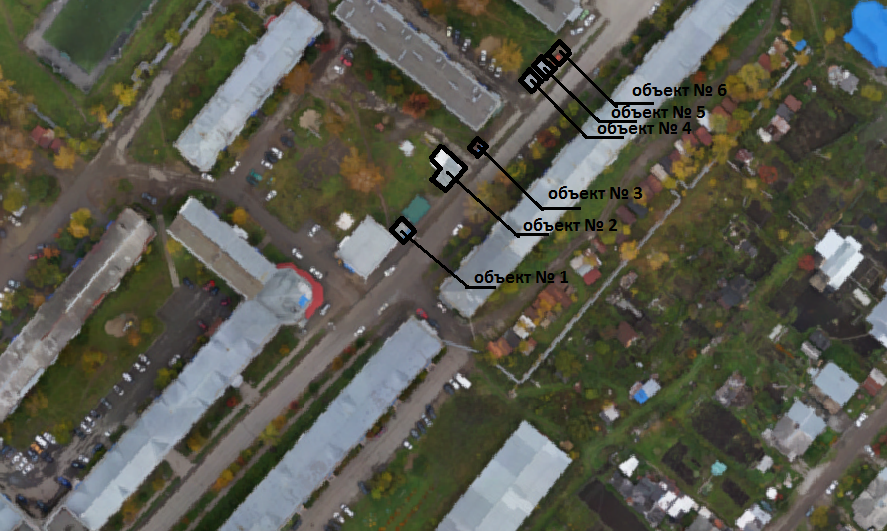 объект № 6
объект № 5
объект № 4
объект № 3
объект № 2
объект № 1